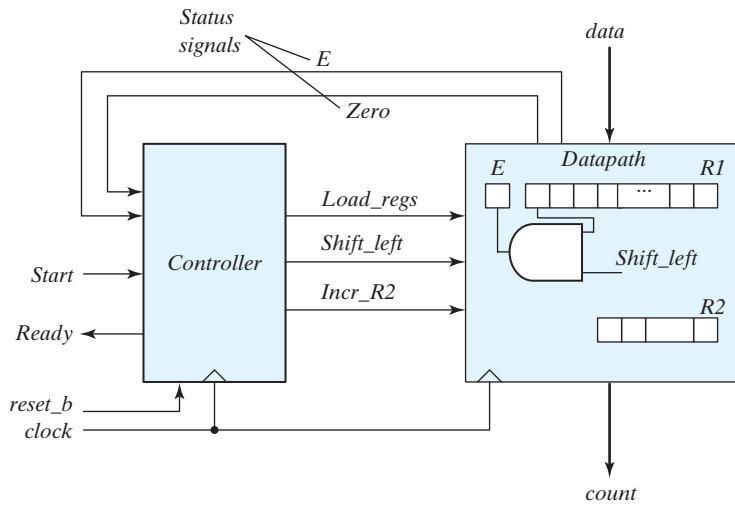 Status
signals
E
Zero
data
Datapath
E
R1
...
Load_regs
Shift_left
Incr_R2
Controller
Shift_left
R2
Start
Ready
reset_b
clock
count